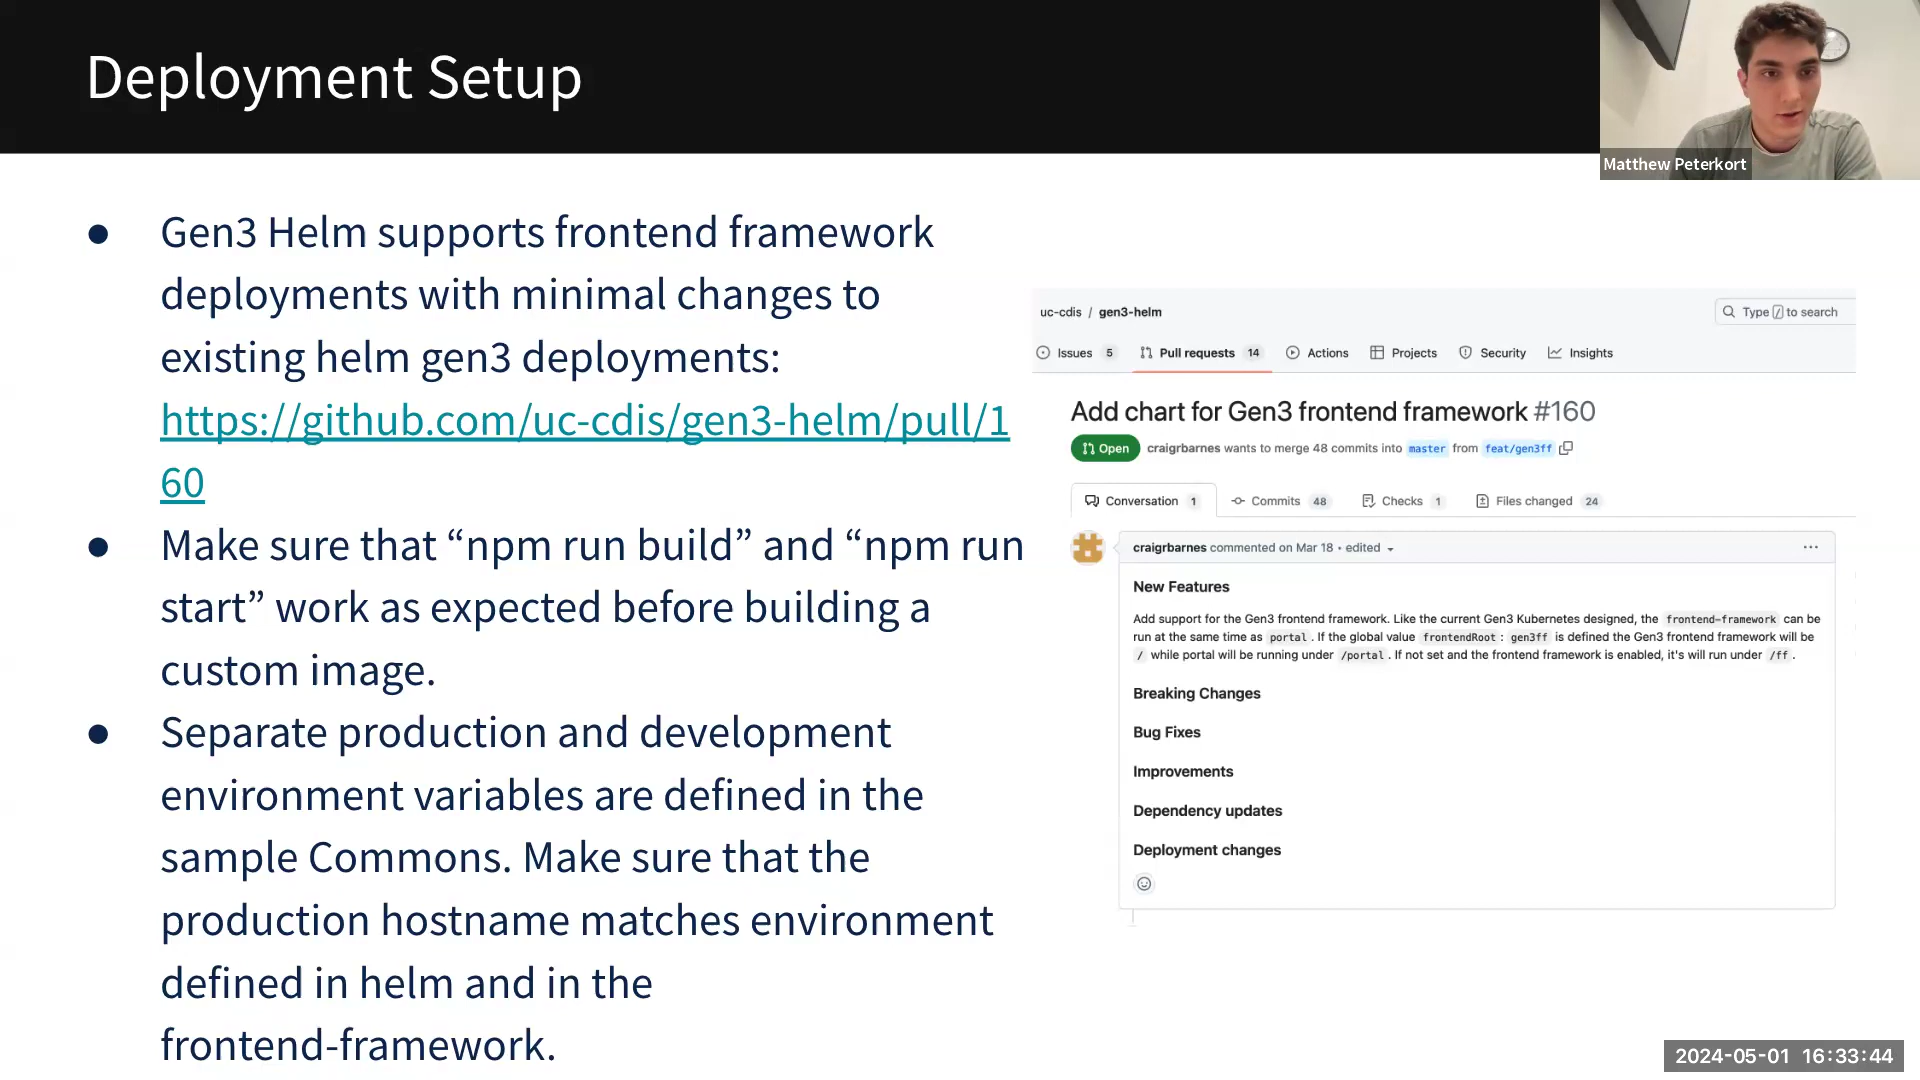 Deployment Setup
Matthew Peterkort
● Gen3 Helm supports frontend framework
deployments with minimal changes to
existing helm gen3 deployments:
https://github.com/uc-cdis/gen3-helm/pull/1
60
● Make sure that “npm run build” and “npm run
start” work as expected before building a
custom image.
● Separate production and development
environment variables are defined in the
sample Commons. Make sure that the
production hostname matches environment
defined in helm and in the
frontend-framework.
uc-cdis / gen3-helm
Type / to search
Issues 5 Pull requests 14 Actions Projects Security Insights
Add chart for Gen3 frontend framework #160
Open craigrbarnes wants to merge 48 commits into master from feat/gen3ff
Conversation 1 Commits 48 Checks 1 Files changed 24
craigrbarnes commented on Mar 18 • edited
New Features
Add support for the Gen3 frontend framework. Like the current Gen3 Kubernetes designed, the frontend-framework can be
run at the same time as portal. If the global value frontendRoot: gen3ff is defined the Gen3 frontend framework will be
/ while portal will be running under /portal. If not set and the frontend framework is enabled, it's will run under /ff.
Breaking Changes
Bug Fixes
Improvements
Dependency updates
Deployment changes
2024-05-01 16:33:44